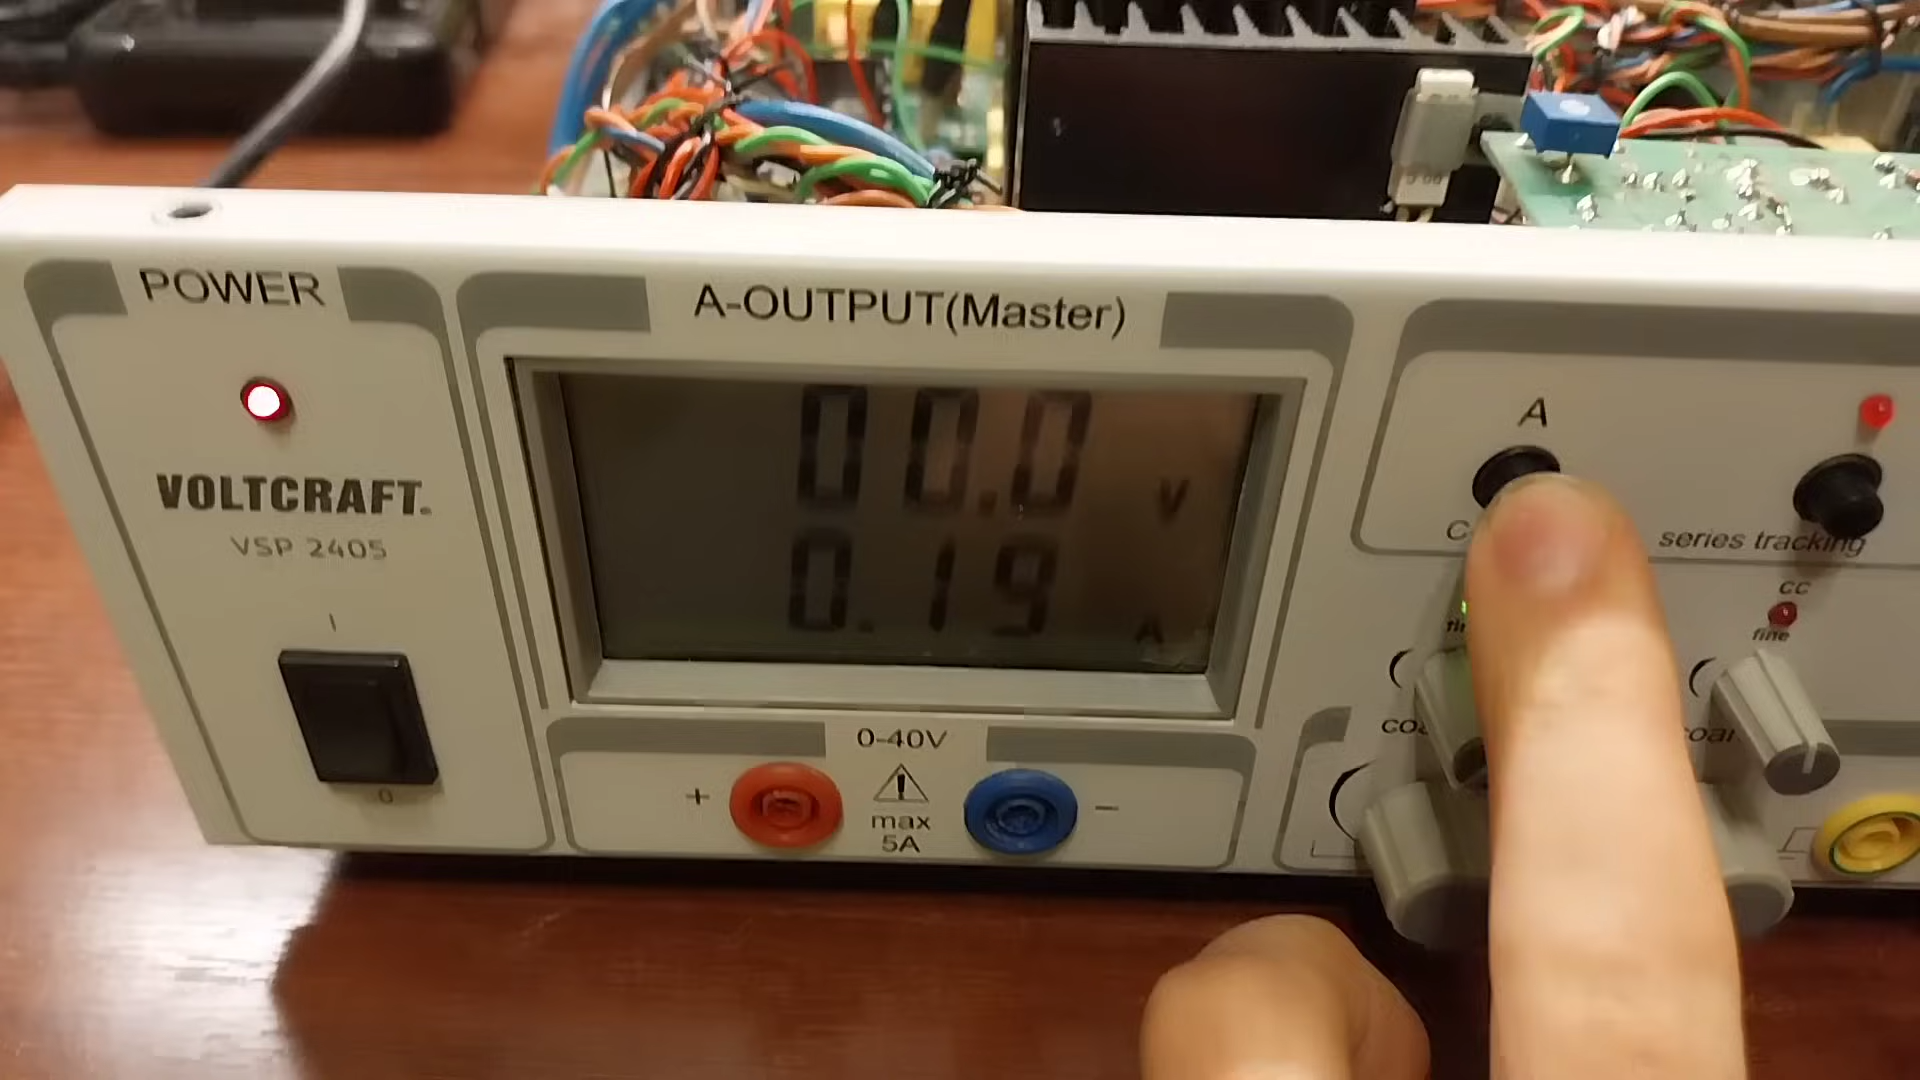 POWER
A-OUTPUT(Master)
A
VOLTCRAFT®
VSP 2405
00.0 V
0.19 A
C
series tracking
cc
fine
I
0
0-40V
+
-
max
5A